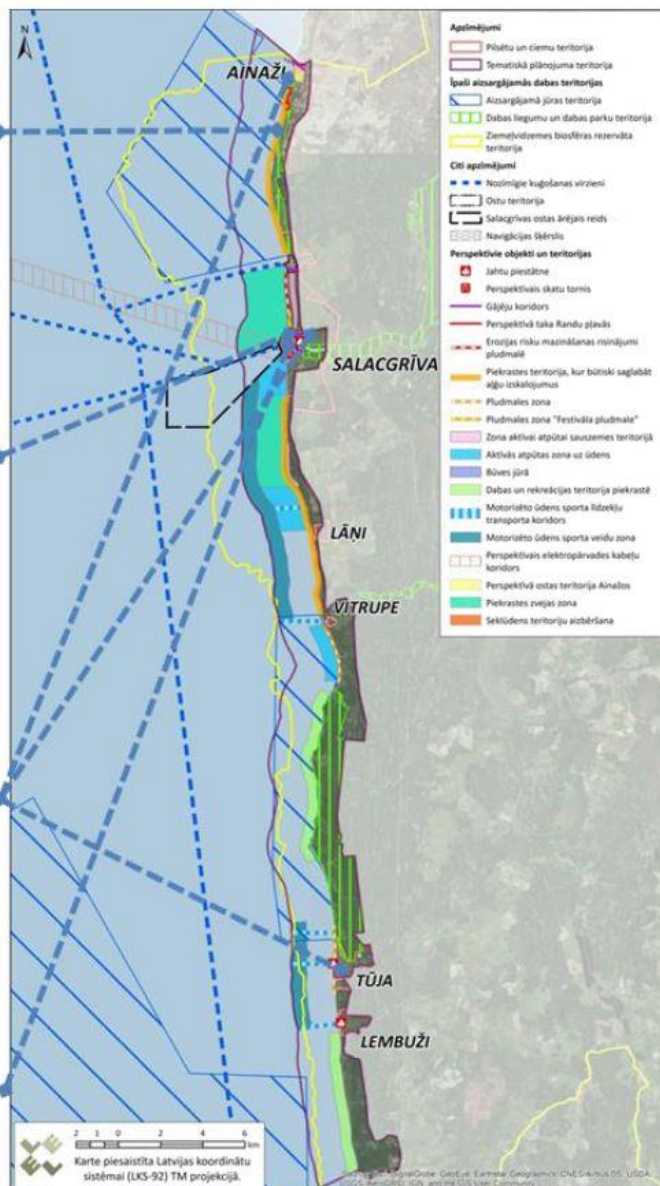 N
AINAŽI
SALACGRĪVA
LĀŅI
VITRUPE
TŪJA
LEMBUŽI
Apzīmējumi
Pilsētu un ciemu teritorija
Tematiskā plānojuma teritorija
Īpaši aizsargājamās dabas teritorijas
Aizsargājamā jūras teritorija
Dabas liegumu un dabas parku teritorija
Ziemeļvidzemes biosfēras rezervāta
teritorija
Citi apzīmējumi
Nozīmīgie kuģošanas virzieni
Ostu teritorija
Salacgrīvas ostas ārējais reids
Navigācijas šķērslis
Perspektīvie objekti un teritorijas
Jahtu piestātne
Perspektīvais skatu tornis
Gājēju koridors
Perspektīvā taka Randu pļavās
Erozijas risku mazināšanas risinājumi
pludmalē
Piekrastes teritorija, kur būtiski saglabāt
aļģu izskalojumus
Pludmales zona
Pludmales zona "Festivāla pludmale"
Zona aktīvai atpūtai sauszemes teritorijā
Aktīvās atpūtas zona uz ūdens
Būves jūrā
Dabas un rekreācijas teritorija piekrastē
Motorizēto ūdens sporta līdzekļu
transporta koridors
Motorizēto ūdens sporta veidu zona
Perspektīvais elektropārvades kabeļu
koridors
Perspektīvā ostas teritorija Ainažos
Piekrastes zvejas zona
Seklūdens teritoriju aizbēršana
2 1 0 2 4 6
km
Karte piesaistīta Latvijas koordinātu
sistēmai (LKS-92) TM projekcijā.